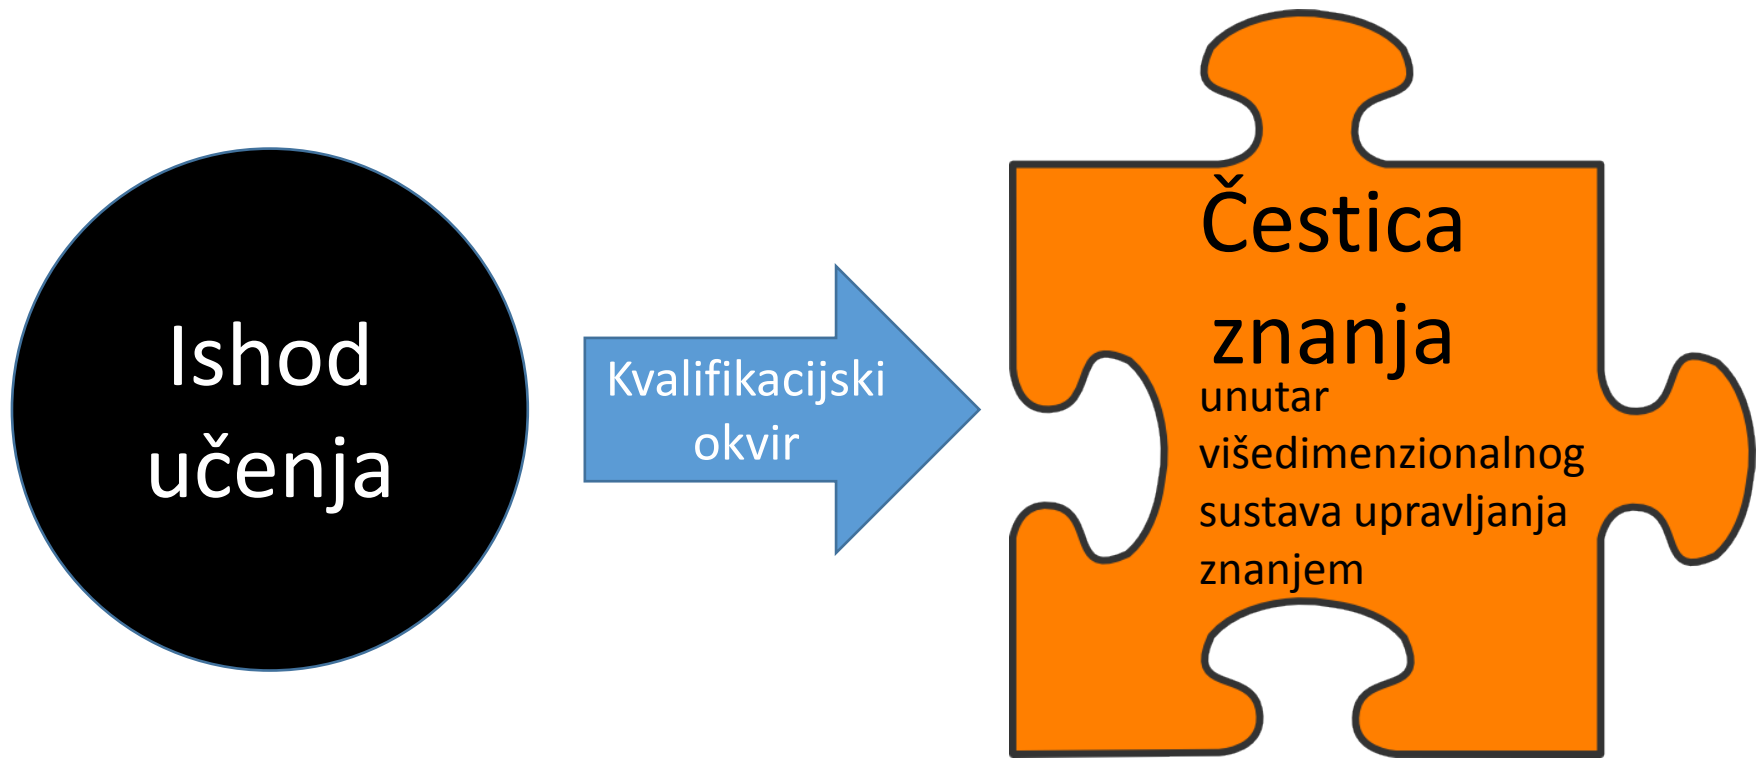 Ishod
učenja
Kvalifikacijski
okvir
Čestica
znanja
unutar
višedimenzionalnog
sustava upravljanja
znanjem